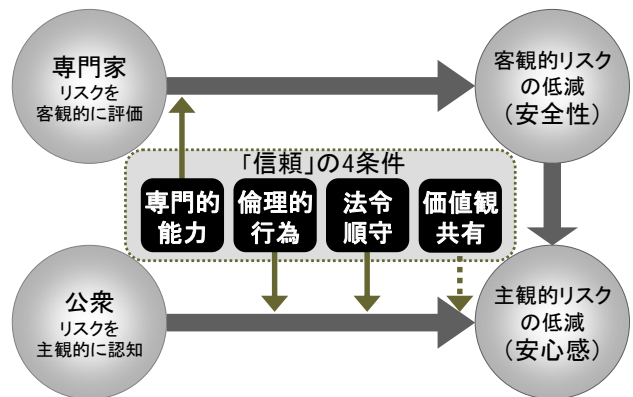 専門家
リスクを
客観的に評価
客観的リスク
の低減
（安全性）
「信頼」の4条件
専門的
能力
倫理的
行為
法令
順守
価値観
共有
公衆
リスクを
主観的に認知
主観的リスク
の低減
（安心感）